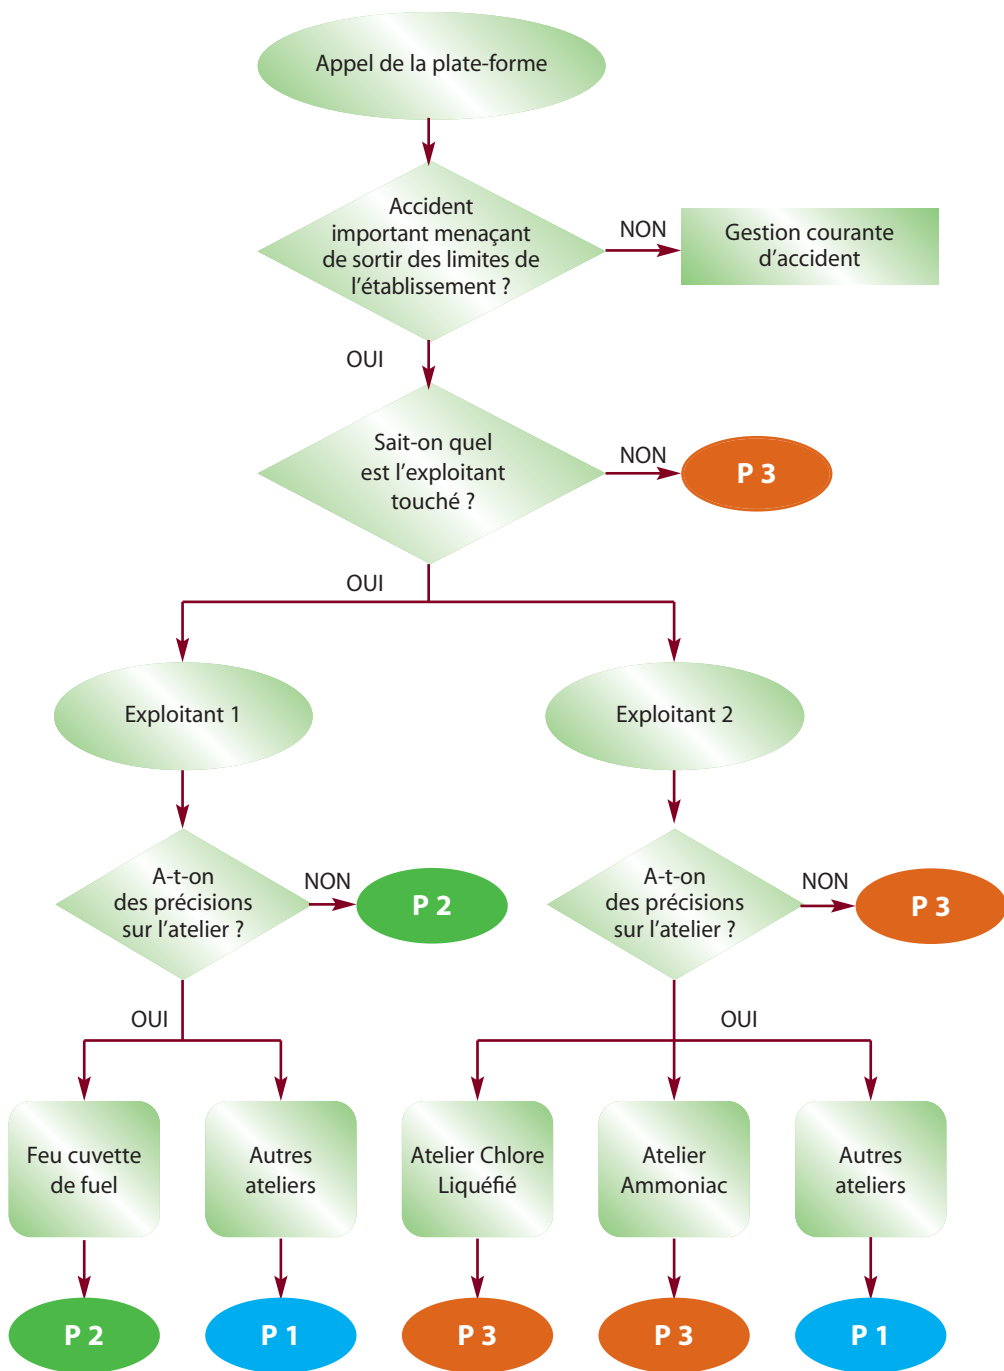 Appel de la plate-forme
Accident
important menaçant
de sortir des limites de
l’établissement ?
NON
Gestion courante
d’accident
OUI
Sait-on quel
est l’exploitant
touché ?
NON
P 3
OUI
Exploitant 1
Exploitant 2
A-t-on
des précisions
sur l’atelier ?
NON
P 2
A-t-on
des précisions
sur l’atelier ?
NON
P 3
OUI
OUI
Feu cuvette
de fuel
Autres
ateliers
Atelier Chlore
Liquéfié
Atelier
Ammoniac
Autres
ateliers
P 2
P 1
P 3
P 3
P 1